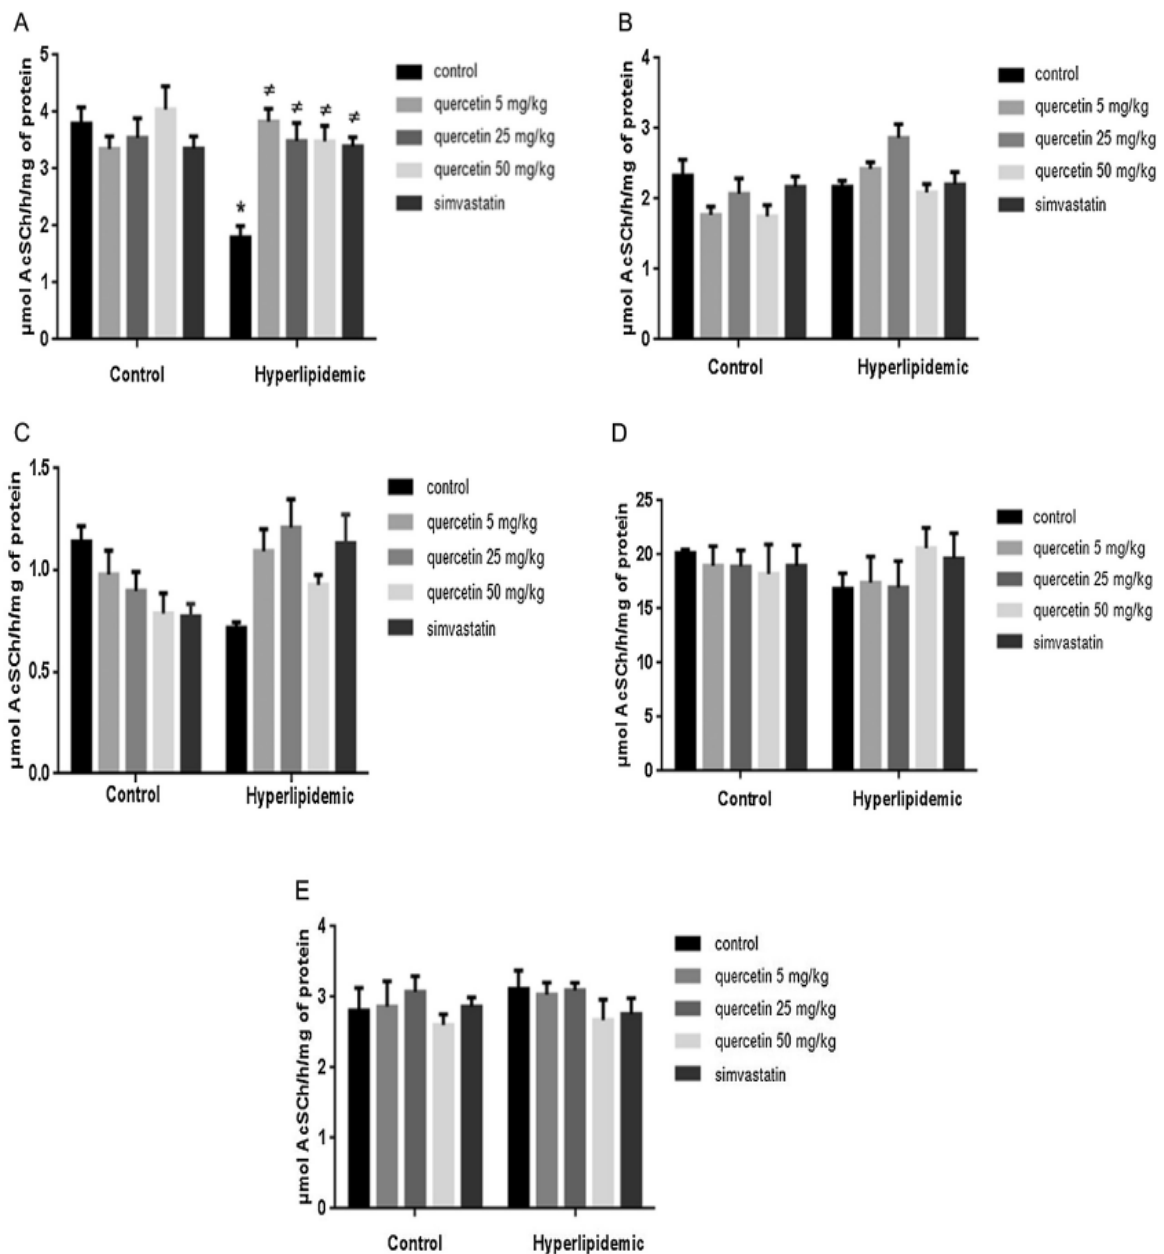 A
μmol AcSCh/h/mg of protein
5
4
3
2
1
0
* ≠ ≠ ≠ ≠
Control Hyperlipidemic
control
quercetin 5 mg/kg
quercetin 25 mg/kg
quercetin 50 mg/kg
simvastatin
B
μmol AcSCh/h/mg of protein
4
3
2
1
0
Control Hyperlipidemic
control
quercetin 5 mg/kg
quercetin 25 mg/kg
quercetin 50 mg/kg
simvastatin
C
μmol AcSCh/h/mg of protein
1.5
1.0
0.5
0.0
Control Hyperlipidemic
control
quercetin 5 mg/kg
quercetin 25 mg/kg
quercetin 50 mg/kg
simvastatin
D
μmol AcSCh/h/mg of protein
25
20
15
10
5
0
Control Hyperlipidemic
control
quercetin 5 mg/kg
quercetin 25 mg/kg
quercetin 50 mg/kg
simvastatin
E
μmol AcSCh/h/mg of protein
4
3
2
1
0
Control Hyperlipidemic
control
quercetin 5 mg/kg
quercetin 25 mg/kg
quercetin 50 mg/kg
simvastatin